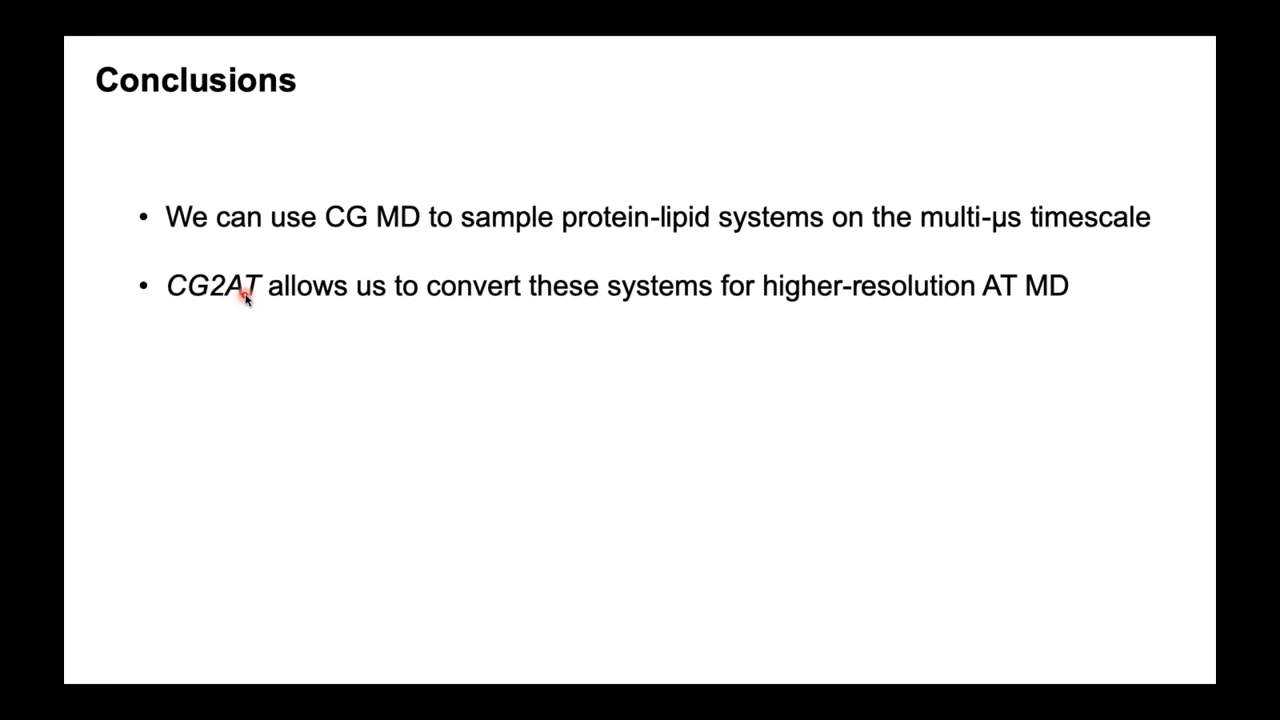 Conclusions
• We can use CG MD to sample protein-lipid systems on the multi-µs timescale
• CG2AT allows us to convert these systems for higher-resolution AT MD